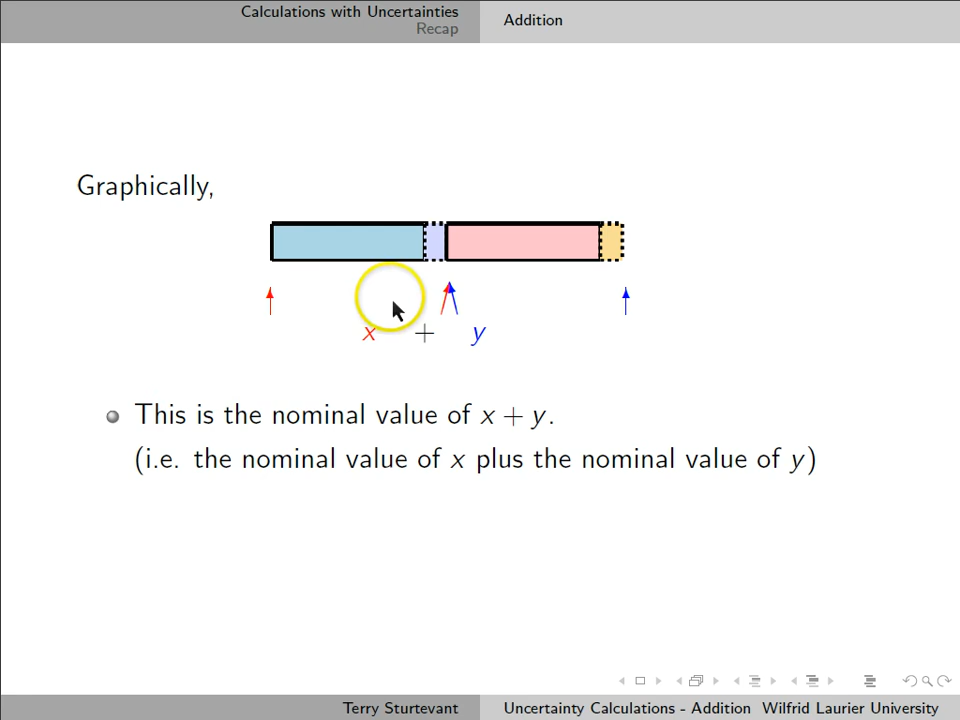 Calculations with Uncertainties
Recap
Addition
Graphically,
x + y
This is the nominal value of x + y.
(i.e. the nominal value of x plus the nominal value of y)
Terry Sturtevant
Uncertainty Calculations - Addition Wilfrid Laurier University